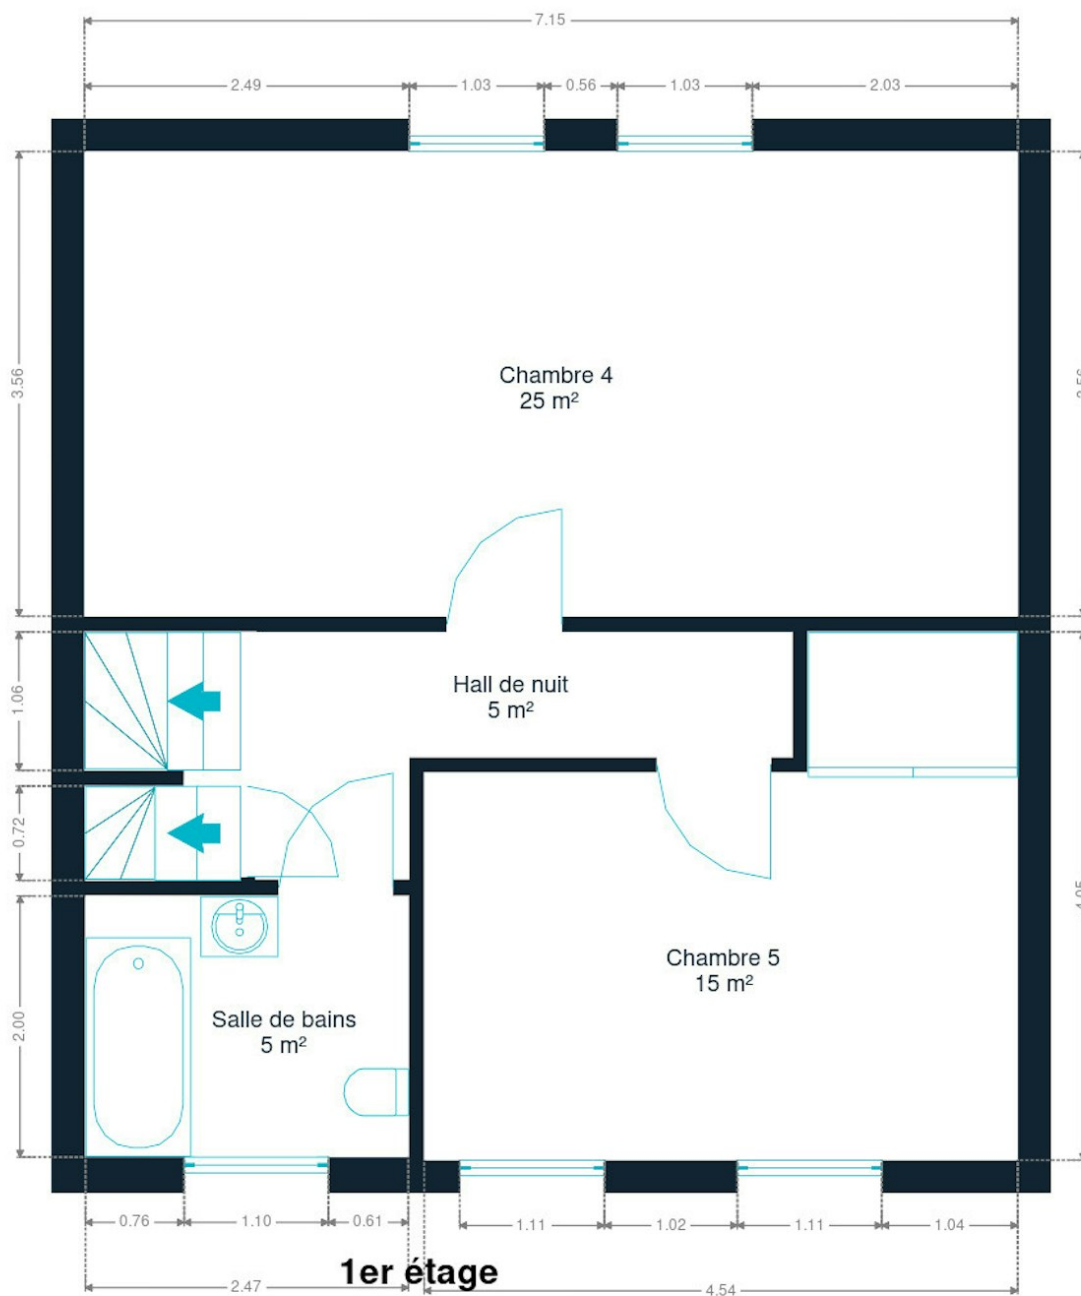 7.15
2.49
1.03
0.56
1.03
2.03
3.56
Chambre 4
25 m²
Hall de nuit
5 m²
1.06
0.72
Chambre 5
15 m²
Salle de bains
5 m²
2.00
0.76
1.10
0.61
1.11
1.02
1.11
1.04
1er étage
2.47
4.54